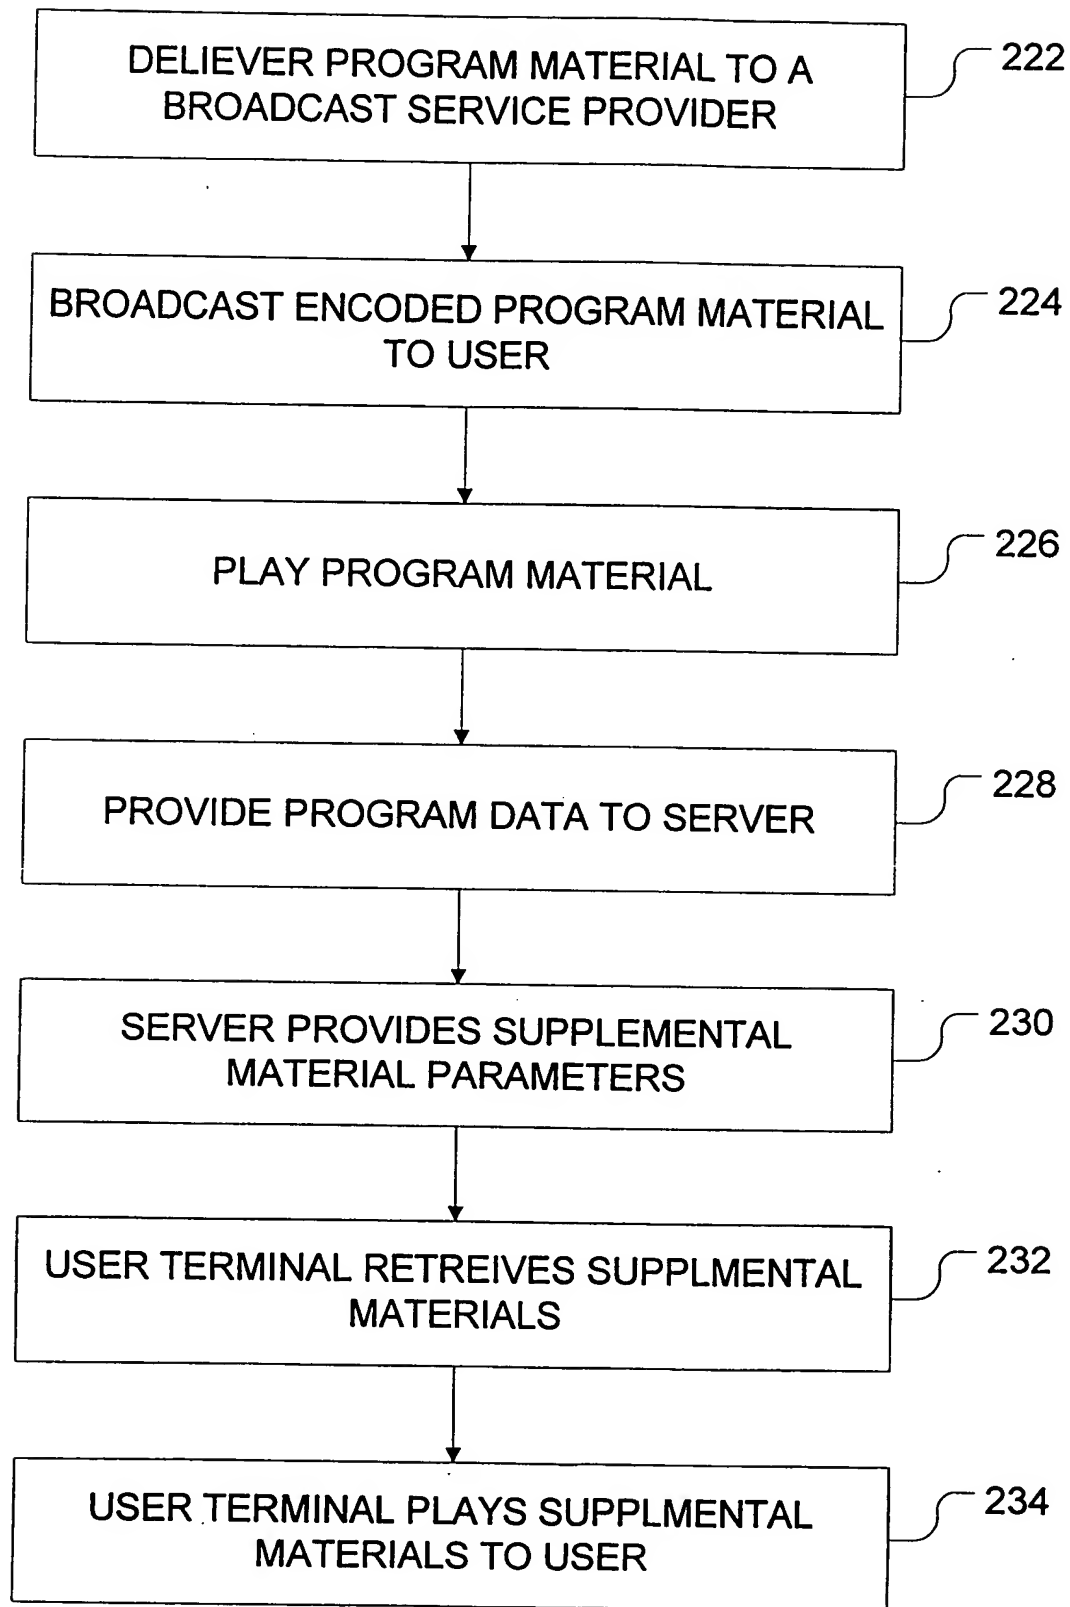 DELIEVER PROGRAM MATERIAL TO A
BROADCAST SERVICE PROVIDER
222
BROADCAST ENCODED PROGRAM MATERIAL
TO USER
224
PLAY PROGRAM MATERIAL
226
PROVIDE PROGRAM DATA TO SERVER
228
SERVER PROVIDES SUPPLEMENTAL
MATERIAL PARAMETERS
230
USER TERMINAL RETREIVES SUPPLMENTAL
MATERIALS
232
USER TERMINAL PLAYS SUPPLMENTAL
MATERIALS TO USER
234